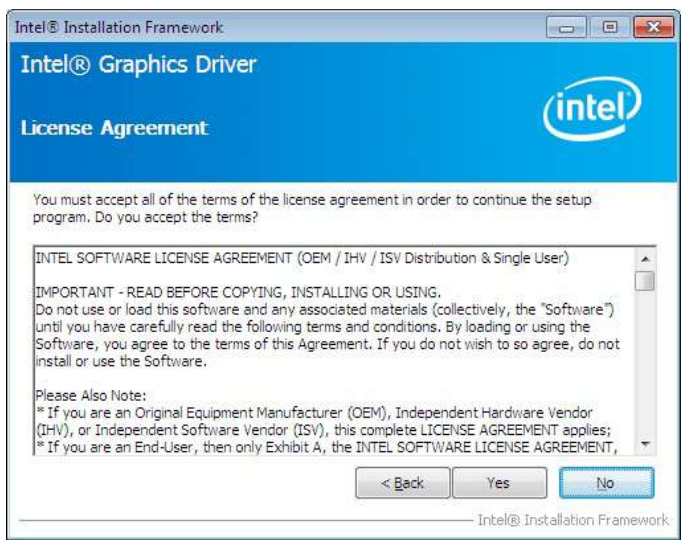 Intel® Installation Framework
Intel® Graphics Driver
intel
License Agreement
You must accept all of the terms of the license agreement in order to continue the setup
program. Do you accept the terms?
INTEL SOFTWARE LICENSE AGREEMENT (OEM / IHV / ISV Distribution & Single User)
IMPORTANT - READ BEFORE COPYING, INSTALLING OR USING.
Do not use or load this software and any associated materials (collectively, the "Software")
until you have carefully read the following terms and conditions. By loading or using the
Software, you agree to the terms of this Agreement. If you do not wish to so agree, do not
install or use the Software.
Please Also Note:
* If you are an Original Equipment Manufacturer (OEM), Independent Hardware Vendor
(IHV), or Independent Software Vendor (ISV), this complete LICENSE AGREEMENT applies;
* If you are an End-User, then only Exhibit A, the INTEL SOFTWARE LICENSE AGREEMENT,
< Back Yes No
Intel® Installation Framework